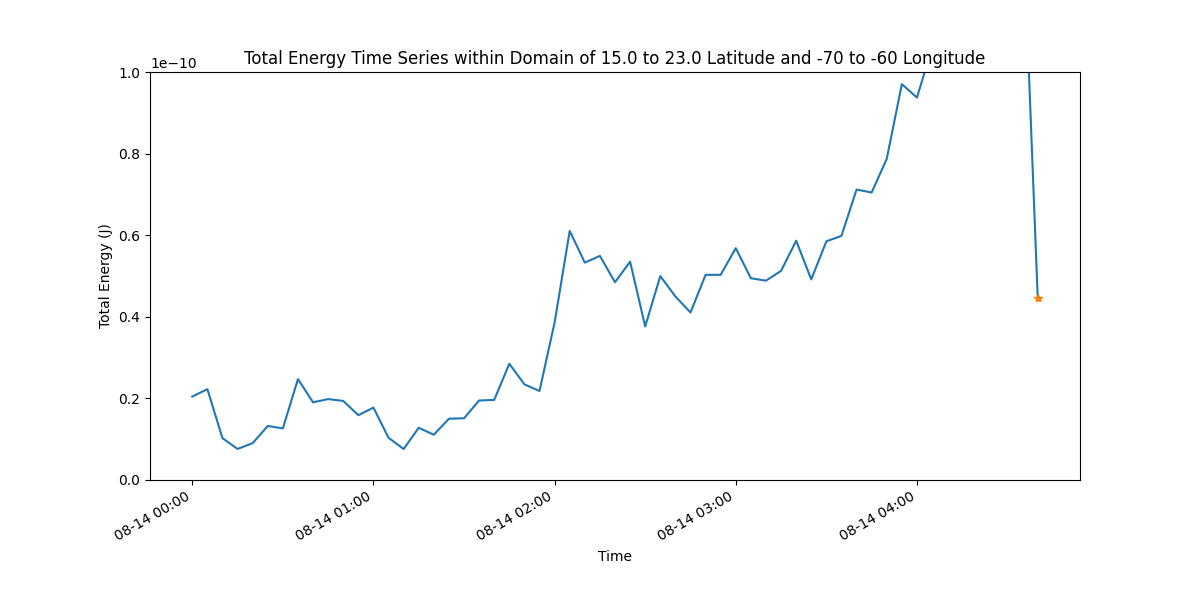 Total Energy Time Series within Domain of 15.0 to 23.0 Latitude and -70 to -60 Longitude
1e−10
1.0
0.8
0.6
0.4
0.2
0.0
Total Energy (J)
08-14 00:00
08-14 01:00
08-14 02:00
08-14 03:00
08-14 04:00
Time